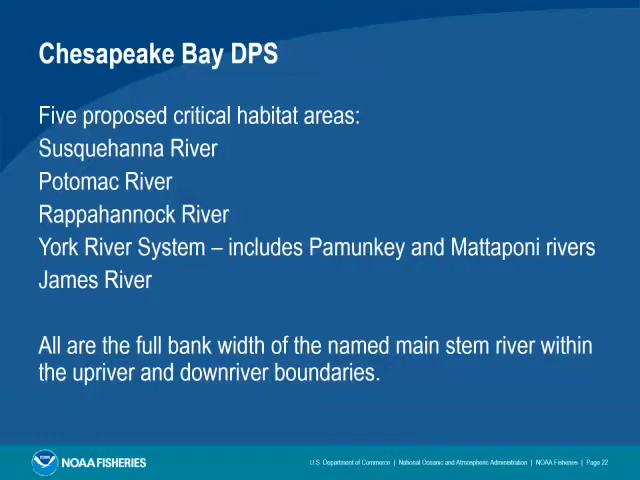 Chesapeake Bay DPS
Five proposed critical habitat areas:
Susquehanna River
Potomac River
Rappahannock River
York River System – includes Pamunkey and Mattaponi rivers
James River
All are the full bank width of the named main stem river within
the upriver and downriver boundaries.
NOAA FISHERIES
U.S. Department of Commerce | National Oceanic and Atmospheric Administration | NOAA Fisheries | Page 22